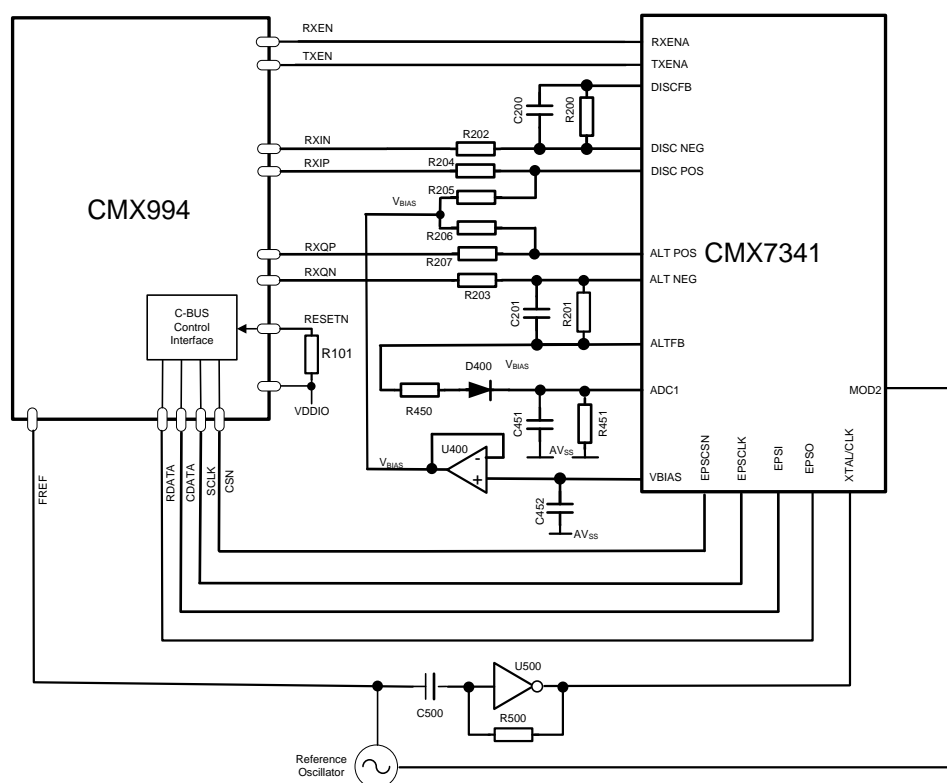 RXEN
TXEN
RXENA
TXENA
DISCFB
C200
R200
R202
RXIN
DISC NEG
R204
RXIP
DISC POS
R205
VBIAS
CMX994
R206
CMX7341
RXQP
R207
ALT POS
RXQN
R203
ALT NEG
C-BUS
Control
Interface
RESETN
R101
C201
R201
ALTFB
D400
VBIAS
ADC1
MOD2
VDDIO
R450
C451
R451
AVSS
U400
VBIAS
VBIAS
C452
AVSS
EPSCSN
EPSCLK
EPSI
EPSO
XTAL/CLK
FREF
RDATA
CDATA
SCLK
CSN
U500
C500
R500
Reference
Oscillator